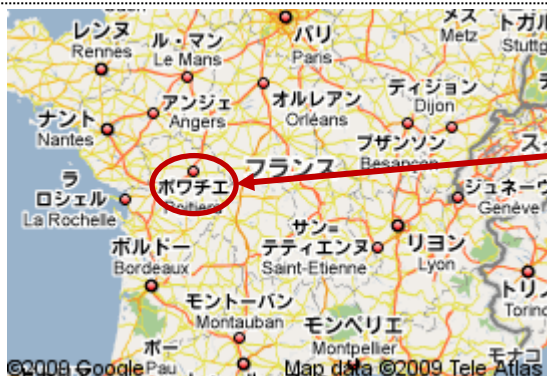 メス
Metz
トガル
Stuttg
レンヌ
Rennes
ル・マン
Le Mans
パリ
Paris
アンジェ
Angers
オルレアン
Orléans
ディジョン
Dijon
ナント
Nantes
ブザンソン
Besançon
フランス
ポワチエ
Poitiers
ラ
ロシェル
La Rochelle
ジュネーヴ
Genève
ボルドー
Bordeaux
サン=
テティエンヌ
Saint-Etienne
リヨン
Lyon
モントーバン
Montauban
モンペリエ
Montpellier
トリノ
Torino
ポー
Pau
モナコ
©2009 Google
Map data ©2009 Tele Atlas